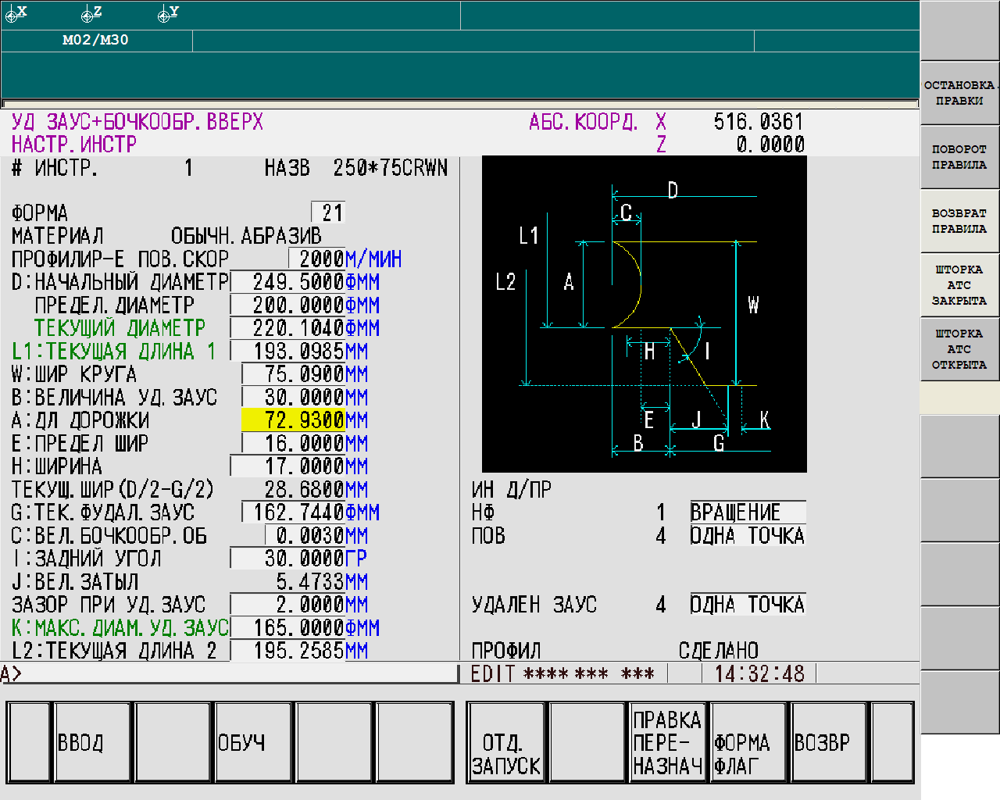 X Z Y
M02/M30
УД ЗАУС+БОЧКООБР.ВВЕРХ АБС.КООРД. X 516.0361
НАСТР.ИНСТР Z 0.0000
# ИНСТР. 1 НАЗВ 250*75CRWN
ФОРМА 21
МАТЕРИАЛ ОБЫЧН.АБРАЗИВ
ПРОФИЛИР-Е ПОВ.СКОР 2000М/МИН
D:НАЧАЛЬНЫЙ ДИАМЕТР 249.5000ФММ
ПРЕДЕЛ.ДИАМЕТР 200.0000ФММ
ТЕКУЩИЙ ДИАМЕТР 220.1040ФММ
L1:ТЕКУЩАЯ ДЛИНА 1 193.0985ММ
W:ШИР КРУГА 75.0900ММ
B:ВЕЛИЧИНА УД.ЗАУС 30.0000ММ
A:ДЛ ДОРОЖКИ 72.9300ММ
E:ПРЕДЕЛ ШИР 16.0000ММ
H:ШИРИНА 17.0000ММ
ТЕКУЩ.ШИР(D/2-G/2) 28.6800ММ
G:ТЕК.ФУДАЛ.ЗАУС 162.7440ФММ
C:ВЕЛ.БОЧКООБР.ОБ 0.0030ММ
I:ЗАДНИЙ УГОЛ 30.0000ГР
J:ВЕЛ.ЗАТЫЛ 5.4733ММ
ЗАЗОР ПРИ УД.ЗАУС 2.0000ММ
K:МАКС.ДИАМ.УД.ЗАУС 165.0000ФММ
L2:ТЕКУЩАЯ ДЛИНА 2 195.2585ММ
D
C
L1
L2
A
W
H
I
E
J
K
B
G
ИН Д/ПР
НФ 1 ВРАЩЕНИЕ
ПОВ 4 ОДНА ТОЧКА
УДАЛЕН ЗАУС 4 ОДНА ТОЧКА
ПРОФИЛ СДЕЛАНО
A>
EDIT **** *** *** 14:32:48
ВВОД
ОБУЧ
ОТД.
ЗАПУСК
ПРАВКА
ПЕРЕ-
НАЗНАЧ
ФОРМА
ФЛАГ
ВОЗВР
ОСТАНОВКА
ПРАВКИ
ПОВОРОТ
ПРАВИЛА
ВОЗВРАТ
ПРАВИЛА
ШТОРКА
АТС
ЗАКРЫТА
ШТОРКА
АТС
ОТКРЫТА